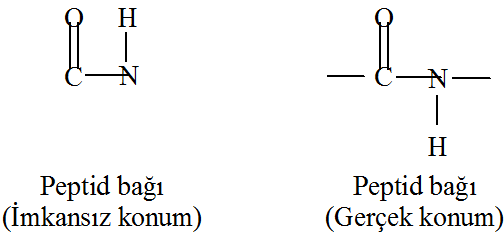 O H
C N
Peptid bağı
(İmkansız konum)
O
C N
H
Peptid bağı
(Gerçek konum)